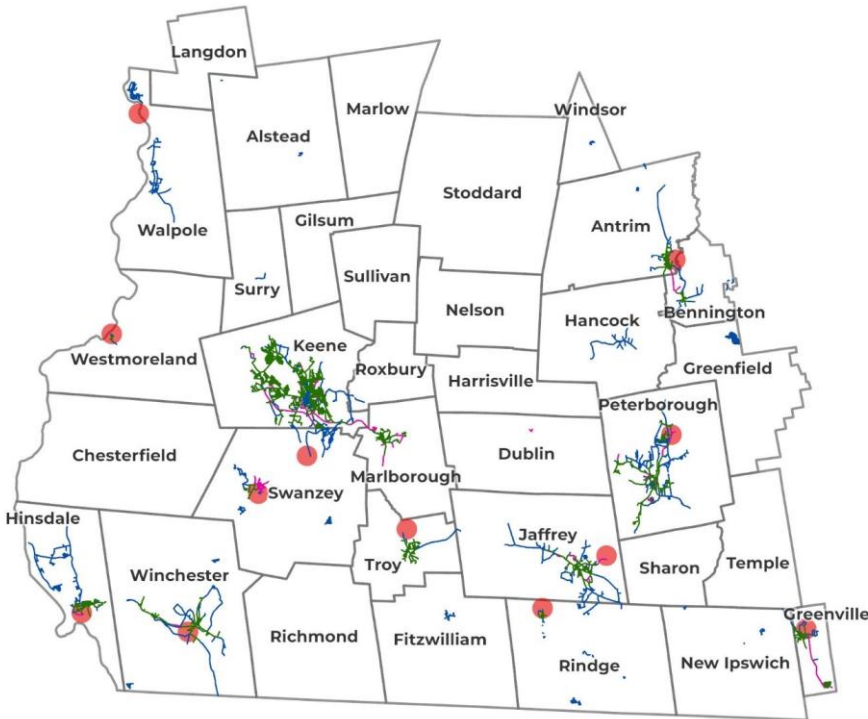 Langdon
Marlow
Windsor
Alstead
Stoddard
Gilsum
Antrim
Walpole
Sullivan
Surry
Nelson
Bennington
Hancock
Keene
Westmoreland
Roxbury
Greenfield
Harrisville
Peterborough
Chesterfield
Dublin
Marlborough
Swanzey
Hinsdale
Jaffrey
Troy
Sharon
Temple
Winchester
Greenville
Richmond
Fitzwilliam
Rindge
New Ipswich